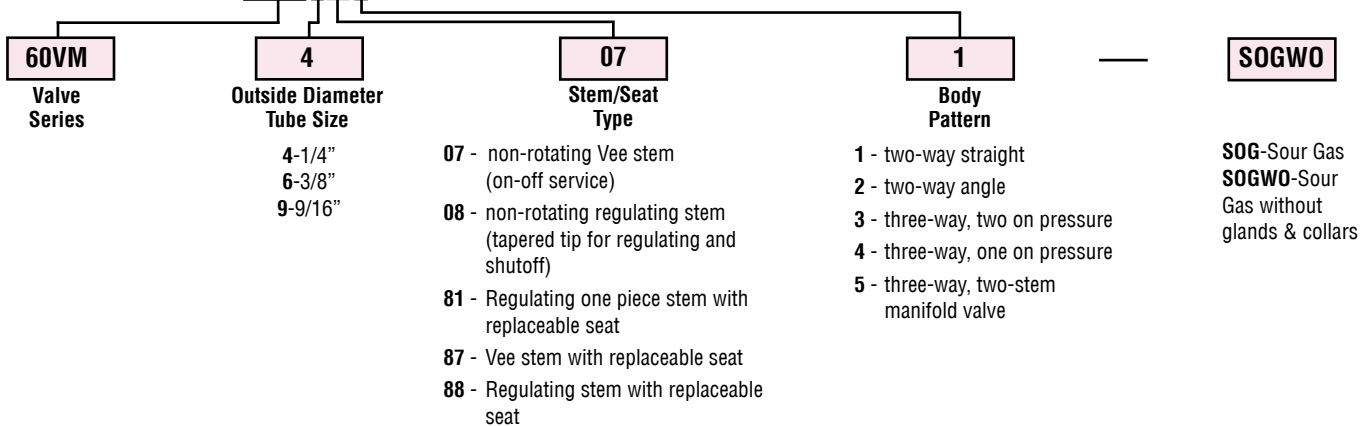 60VM
4
07
1
SOGWO
Valve
Series
Outside Diameter
Tube Size
4-1/4”
6-3/8”
9-9/16”
Stem/Seat
Type
07 - non-rotating Vee stem
(on-off service)
08 - non-rotating regulating stem
(tapered tip for regulating and
shutoff)
81 - Regulating one piece stem with
replaceable seat
87 - Vee stem with replaceable seat
88 - Regulating stem with replaceable
seat
Body
Pattern
1 - two-way straight
2 - two-way angle
3 - three-way, two on pressure
4 - three-way, one on pressure
5 - three-way, two-stem
manifold valve
SOG-Sour Gas
SOGWO-Sour
Gas without
glands & collars